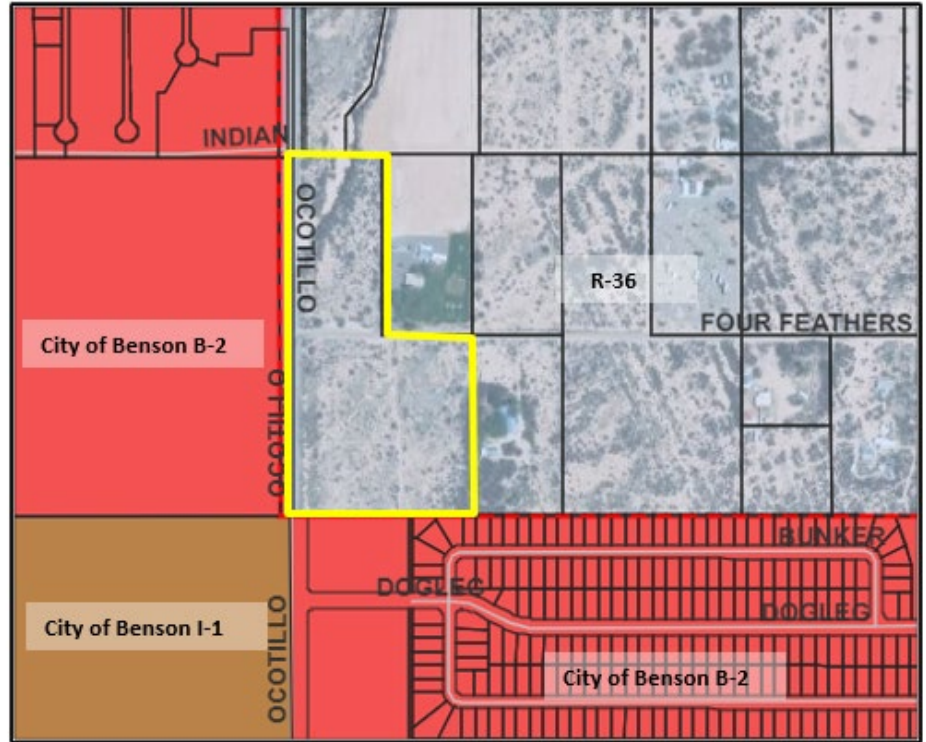 INDIAN
OCOTILLO
R-36
FOUR FEATHERS
City of Benson B-2
OCOTILLO
BUNKER
DOGLEG
DOGLEG
City of Benson I-1
OCOTILLO
City of Benson B-2